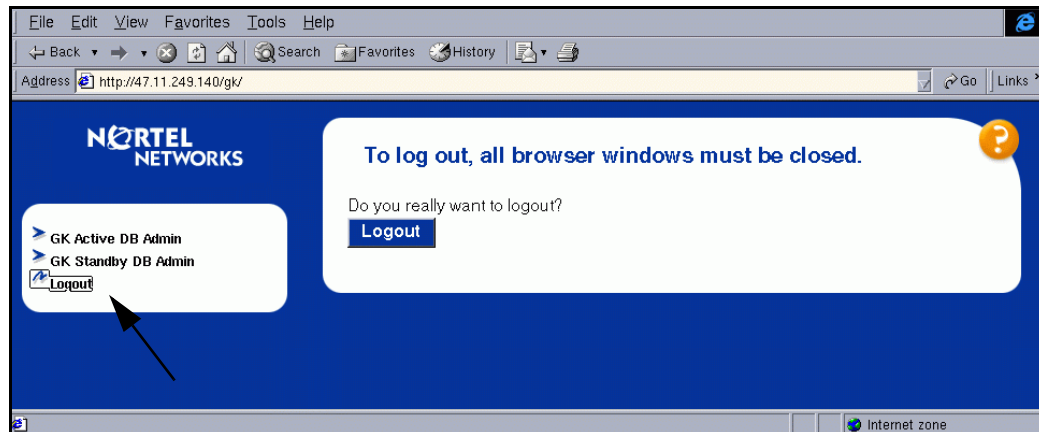 File Edit View Favorites Tools Help
Back Search Favorites History
Address http://47.11.249.140/gk/ Go Links
NORTEL
NETWORKS
To log out, all browser windows must be closed.
?
Do you really want to logout?
Logout
GK Active DB Admin
GK Standby DB Admin
Logout
Internet zone